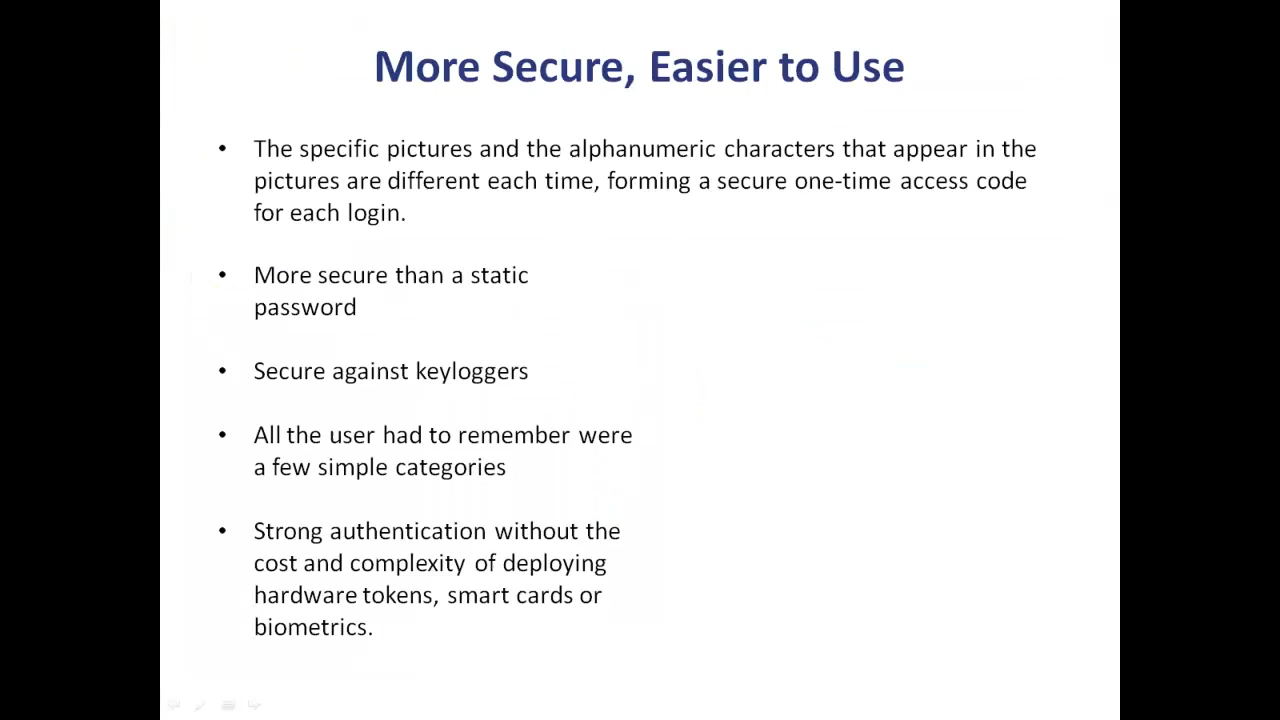 More Secure, Easier to Use
• The specific pictures and the alphanumeric characters that appear in the
pictures are different each time, forming a secure one-time access code
for each login.
• More secure than a static
password
• Secure against keyloggers
• All the user had to remember were
a few simple categories
• Strong authentication without the
cost and complexity of deploying
hardware tokens, smart cards or
biometrics.